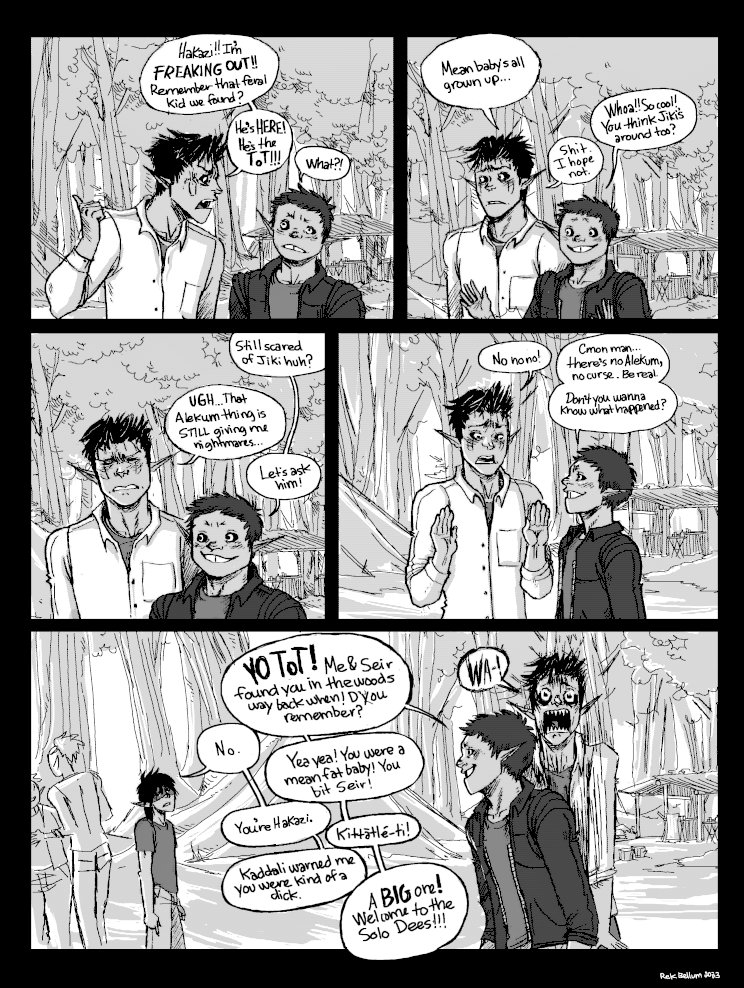 Hakazi!! I'm
FREAKING OUT!!
Remember that feral
kid we found?
He's HERE!
He's the
ToT!!!
What?!
Mean baby's all
grown up...
Whoa!! So cool!
You think Jiki's
around too?
Shit.
I hope
not.
Still scared
of Jiki huh?
UGH...That
Alekum-thing is
STILL giving me
nightmares...
Let's ask
him!
No no no!
Cmon man...
there's no Alekum,
no curse. Be real.
Don't you wanna
know what happened?
YO ToT! Me & Seir
found you in the woods
way back when! D'you
remember?
WA-!
No.
Yea yea! You were a
mean fat baby! You
bit Seir!
You're Hakazi.
Kaddali warned me
you were kind of a
dick.
A BIG one!
Welcome to the
Solo Dees!!!
Rek Bellum 2023